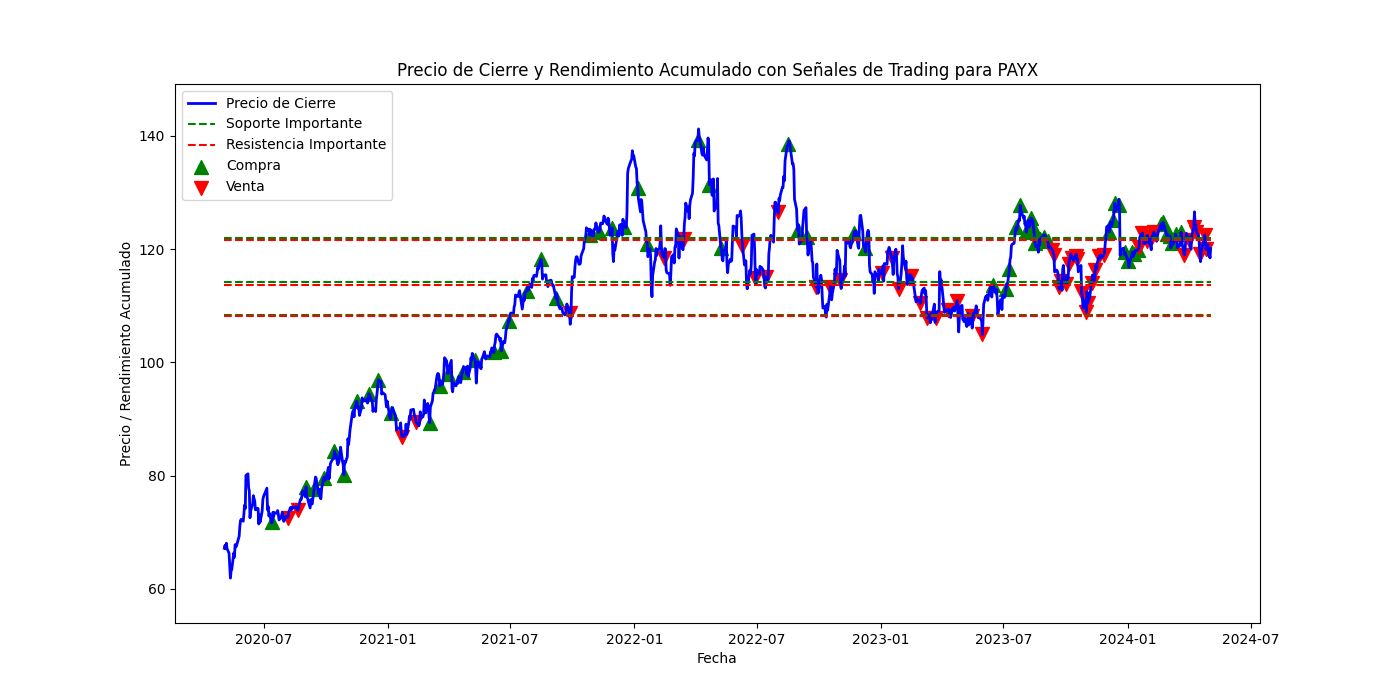 Precio de Cierre y Rendimiento Acumulado con Señales de Trading para PAYX
Precio de Cierre
Soporte Importante
Resistencia Importante
Compra
Venta
Precio / Rendimiento Acumulado
140
120
100
80
60
2020-07
2021-01
2021-07
2022-01
2022-07
2023-01
2023-07
2024-01
2024-07
Fecha